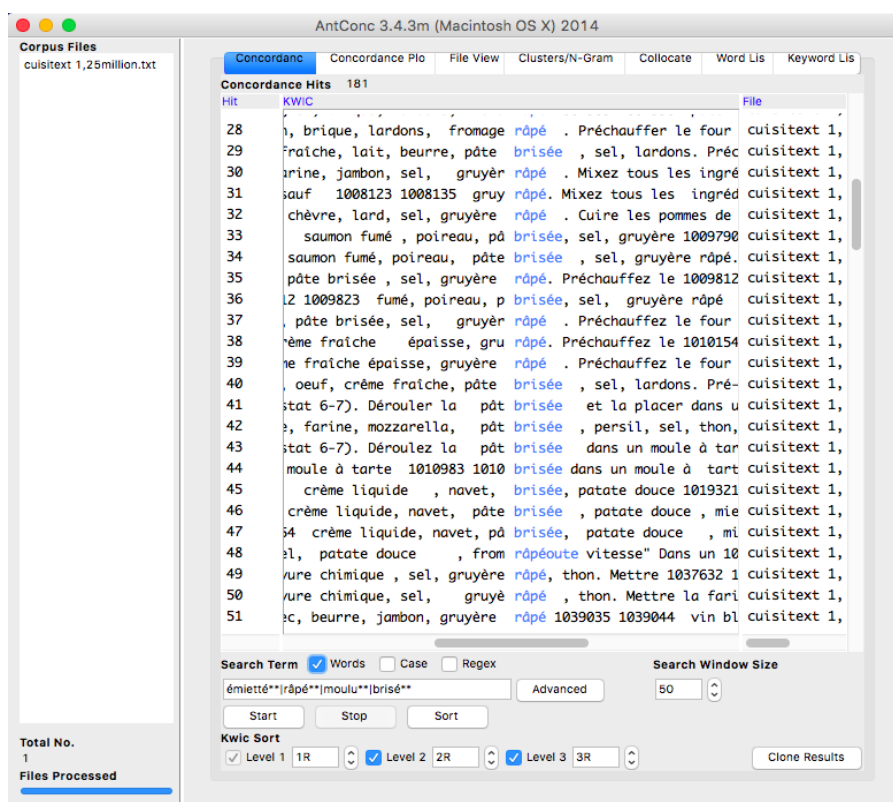 AntConc 3.4.3m (Macintosh OS X) 2014
Corpus Files
cuisitext 1,25million.txt
Concordanc Concordance Plo File View Clusters/N-Gram Collocate Word Lis Keyword Lis
Concordance Hits 181
Hit KWIC File
28 n, brique, lardons, fromage râpé . Préchauffer le four cuisitext 1,
29 fraîche, lait, beurre, pâte brisée , sel, lardons. Préc cuisitext 1,
30 arine, jambon, sel, gruyèr râpé . Mixez tous les ingré cuisitext 1,
31 sauf 1008123 1008135 gruy râpé. Mixez tous les ingréd cuisitext 1,
32 chèvre, lard, sel, gruyère râpé . Cuire les pommes de cuisitext 1,
33 saumon fumé , poireau, pâ brisée, sel, gruyère 1009790 cuisitext 1,
34 saumon fumé, poireau, pâte brisée , sel, gruyère râpé. cuisitext 1,
35 pâte brisée , sel, gruyère râpé. Préchauffez le 1009812 cuisitext 1,
36 12 1009823 fumé, poireau, p brisée, sel, gruyère râpé cuisitext 1,
37 , pâte brisée, sel, gruyèr râpé . Préchauffez le four cuisitext 1,
38 rème fraîche épaisse, gru râpé. Préchauffez le 1010154 cuisitext 1,
39 me fraîche épaisse, gruyère râpé . Préchauffez le four cuisitext 1,
40 , oeuf, crême fraîche, pâte brisée , sel, lardons. Pré- cuisitext 1,
41 stat 6-7). Dérouler la pât brisée et la placer dans u cuisitext 1,
42 e, farine, mozzarella, pât brisée , persil, sel, thon, cuisitext 1,
43 stat 6-7). Déroulez la pât brisée dans un moule à tar cuisitext 1,
44 moule à tarte 1010983 1010 brisée dans un moule à tart cuisitext 1,
45 crème liquide , navet, brisée, patate douce 1019321 cuisitext 1,
46 crème liquide, navet, pâte brisée , patate douce , mie cuisitext 1,
47 54 crème liquide, navet, pâ brisée, patate douce , mi cuisitext 1,
48 el, patate douce , from râpéoute vitesse" Dans un 10 cuisitext 1,
49 vure chimique , sel, gruyère râpé, thon. Mettre 1037632 1 cuisitext 1,
50 vure chimique, sel, gruyè râpé , thon. Mettre la fari cuisitext 1,
51 ec, beurre, jambon, gruyère râpé 1039035 1039044 vin bl cuisitext 1,
Search Term Words Case Regex Search Window Size
émietté**|râpé**|moulu**|brisé** Advanced 50
Start Stop Sort
Total No.
1
Kwic Sort
Level 1 1R Level 2 2R Level 3 3R Clone Results
Files Processed